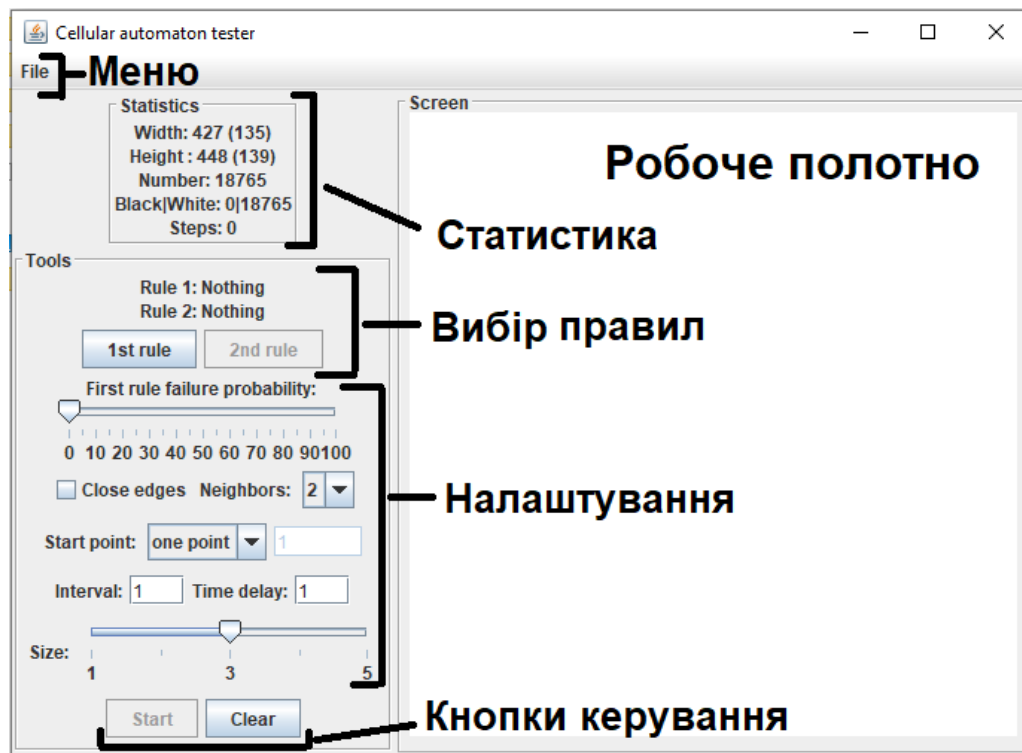 Cellular automaton tester
File
Меню
Statistics
Width: 427 (135)
Height : 448 (139)
Number: 18765
Black|White: 0|18765
Steps: 0
Screen
Робоче полотно
Статистика
Tools
Rule 1: Nothing
Rule 2: Nothing
1st rule 2nd rule
Вибір правил
First rule failure probability:
0 10 20 30 40 50 60 70 80 90100
Close edges Neighbors: 2
Налаштування
Start point: one point 1
Interval: 1 Time delay: 1
Size:
1 3 5
Start Clear
Кнопки керування